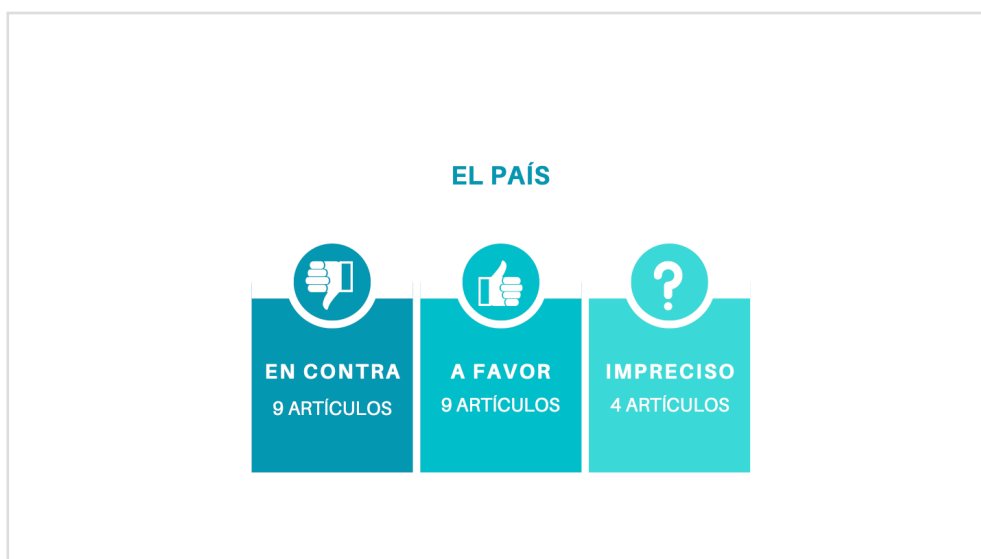 EL PAÍS
EN CONTRA
9 ARTÍCULOS
A FAVOR
9 ARTÍCULOS
?
IMPRECISO
4 ARTÍCULOS